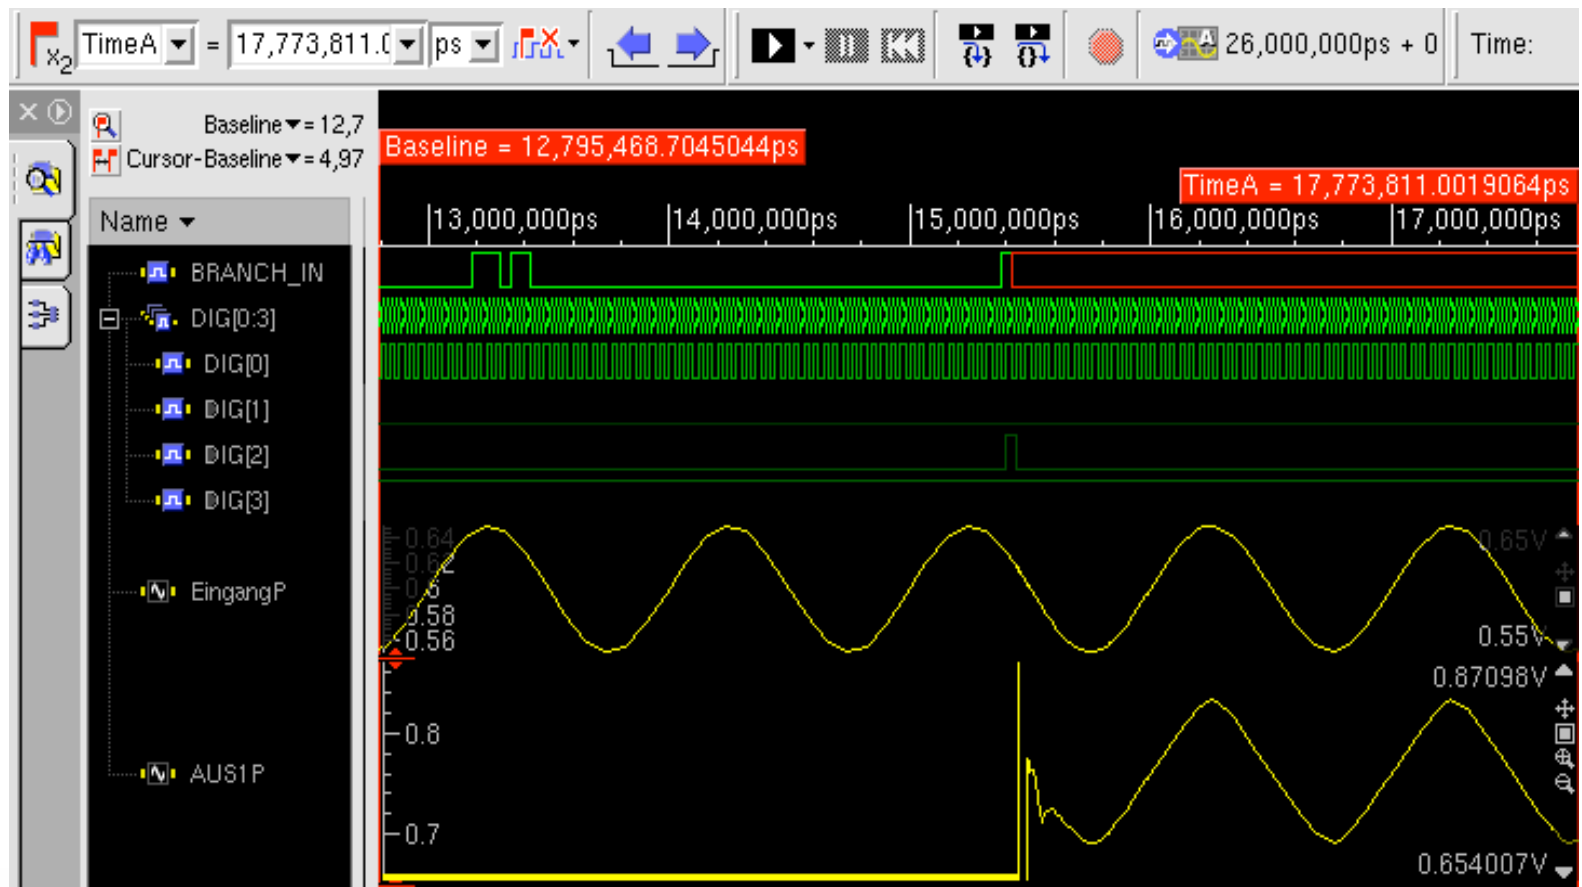 x2 TimeA = 17,773,811.0 ps 26,000,000ps + 0 Time:
Baseline = 12,7
Cursor-Baseline = 4,97
Baseline = 12,795,468.7045044ps
TimeA = 17,773,811.0019064ps
Name
13,000,000ps 14,000,000ps 15,000,000ps 16,000,000ps 17,000,000ps
BRANCH_IN
DIG[0:3]
DIG[0]
DIG[1]
DIG[2]
DIG[3]
0.64 0.65V
0.62
0.6
EingangP
0.58
0.56 0.55V
0.87098V
0.8
AUS1P
0.7
0.654007V